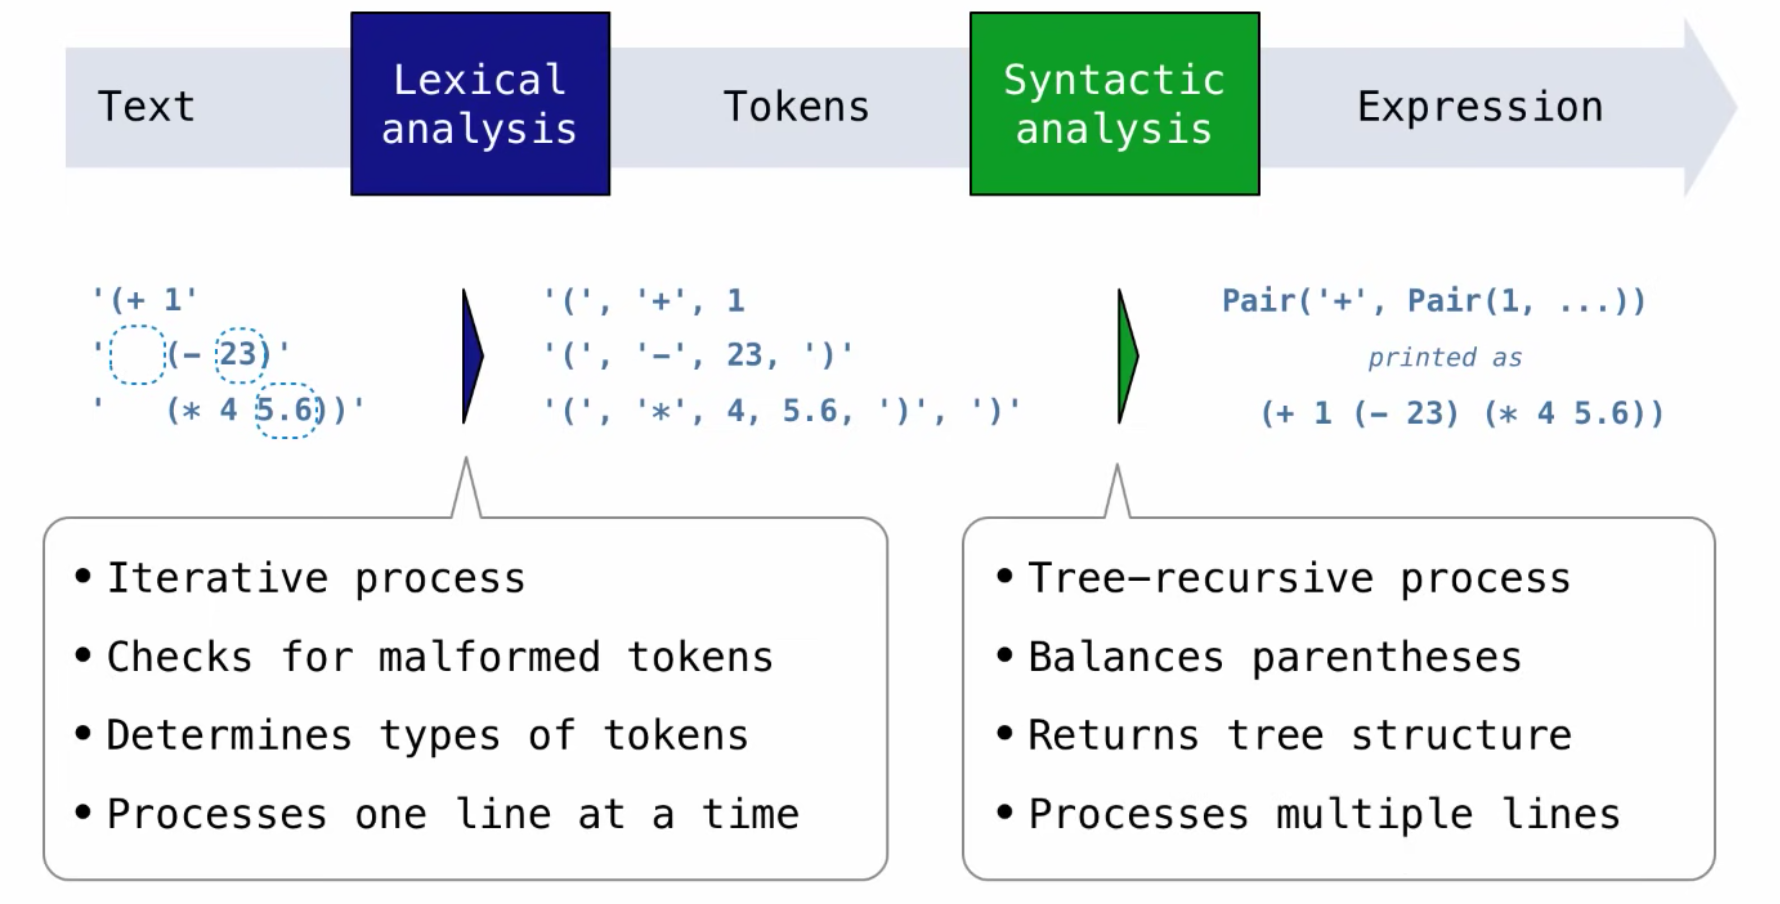 Text
Lexical
analysis
Tokens
Syntactic
analysis
Expression
'(+ 1'
'   (- 23)'
'   (* 4 5.6))'
'(', '+', 1
'(', '-', 23, ')'
'(', '*', 4, 5.6, ')', ')'
Pair('+', Pair(1, ...))
printed as
(+ 1 (- 23) (* 4 5.6))
• Iterative process
• Checks for malformed tokens
• Determines types of tokens
• Processes one line at a time
• Tree-recursive process
• Balances parentheses
• Returns tree structure
• Processes multiple lines